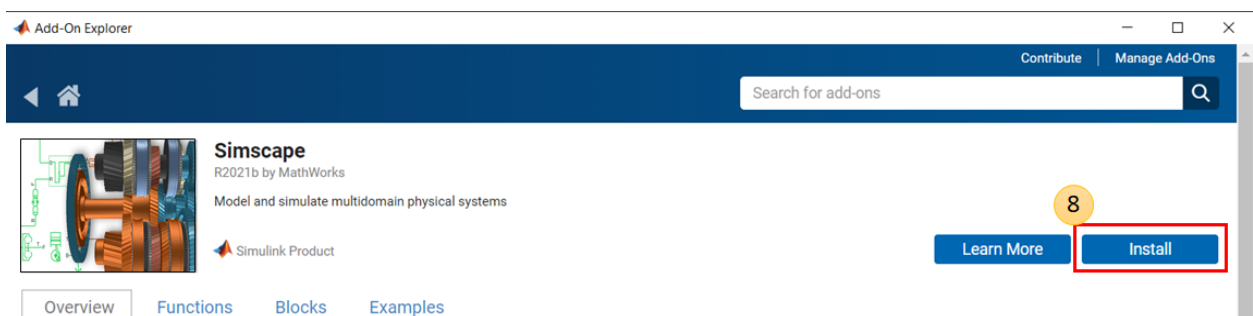 Add-On Explorer
Contribute | Manage Add-Ons
Search for add-ons
Simscape
R2021b by MathWorks
Model and simulate multidomain physical systems
8
Simulink Product
Learn More Install
Overview Functions Blocks Examples